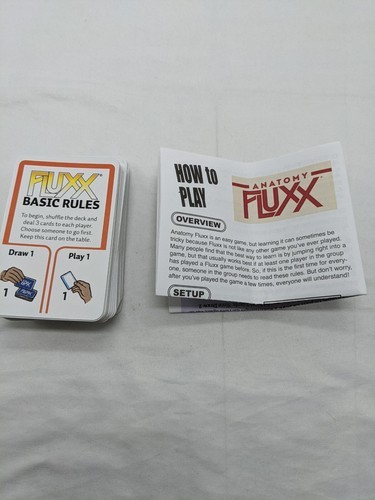 FLUXX™
BASIC RULES
To begin, shuffle the deck and
deal 3 cards to each player.
Choose someone to go first.
Keep this card on the table.
Draw 1
Play 1
1
1
HOW to
PLAY
ANATOMY
FLUXX
OVERVIEW
Anatomy Fluxx is an easy game, but learning it can sometimes be
tricky because Fluxx is not like any other game you've ever played.
Many people find that the best way to learn is by jumping right into a
game, but that usually works best if at least one player in the group
has played a Fluxx game before. So, if this is the first time for every-
one, someone in the group needs to read these rules. But don't worry,
after you've played the game a few times, everyone will understand!
SETUP